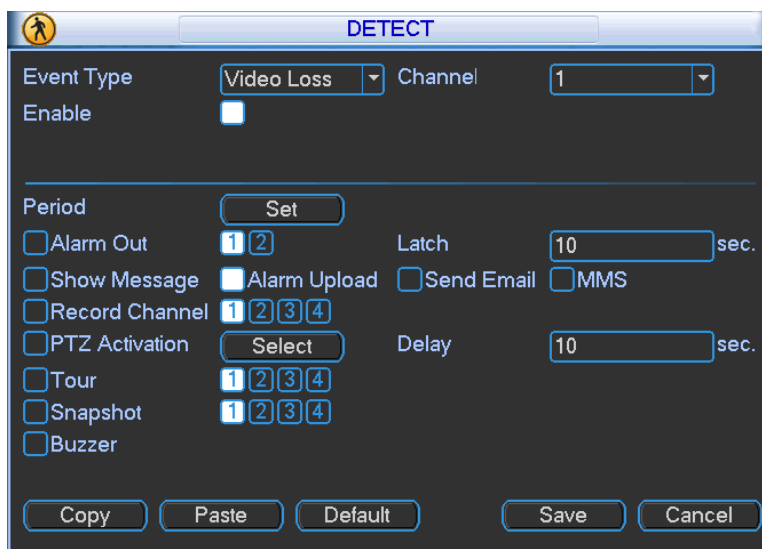 DETECT
Event Type Video Loss Channel 1
Enable
Period Set
Alarm Out 1 2 Latch 10 sec.
Show Message Alarm Upload Send Email MMS
Record Channel 1 2 3 4
PTZ Activation Select Delay 10 sec.
Tour 1 2 3 4
Snapshot 1 2 3 4
Buzzer
Copy Paste Default Save Cancel